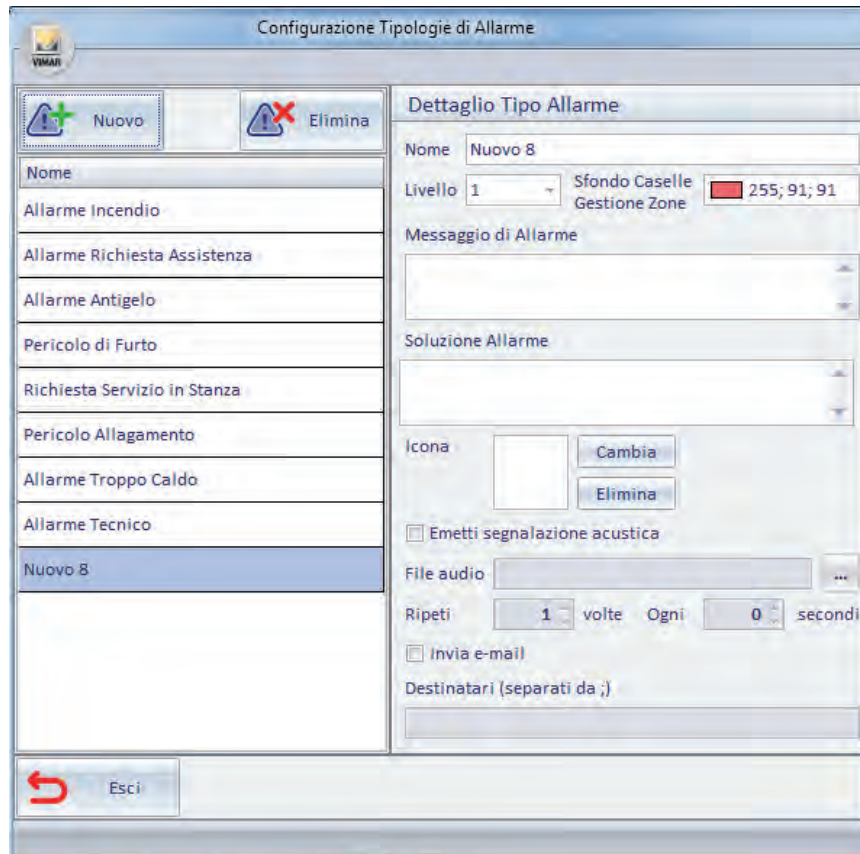 Configurazione Tipologie di Allarme
VIMAR
Nuovo
Elimina
Nome
Allarme Incendio
Allarme Richiesta Assistenza
Allarme Antigelo
Pericolo di Furto
Richiesta Servizio in Stanza
Pericolo Allagamento
Allarme Troppo Caldo
Allarme Tecnico
Nuovo 8
Dettaglio Tipo Allarme
Nome Nuovo 8
Livello 1 Sfondo Caselle Gestione Zone 255; 91; 91
Messaggio di Allarme
Soluzione Allarme
Icona
Cambia
Elimina
Emetti segnalazione acustica
File audio ...
Ripeti 1 volte Ogni 0 secondi
Invia e-mail
Destinatari (separati da ;)
Esci